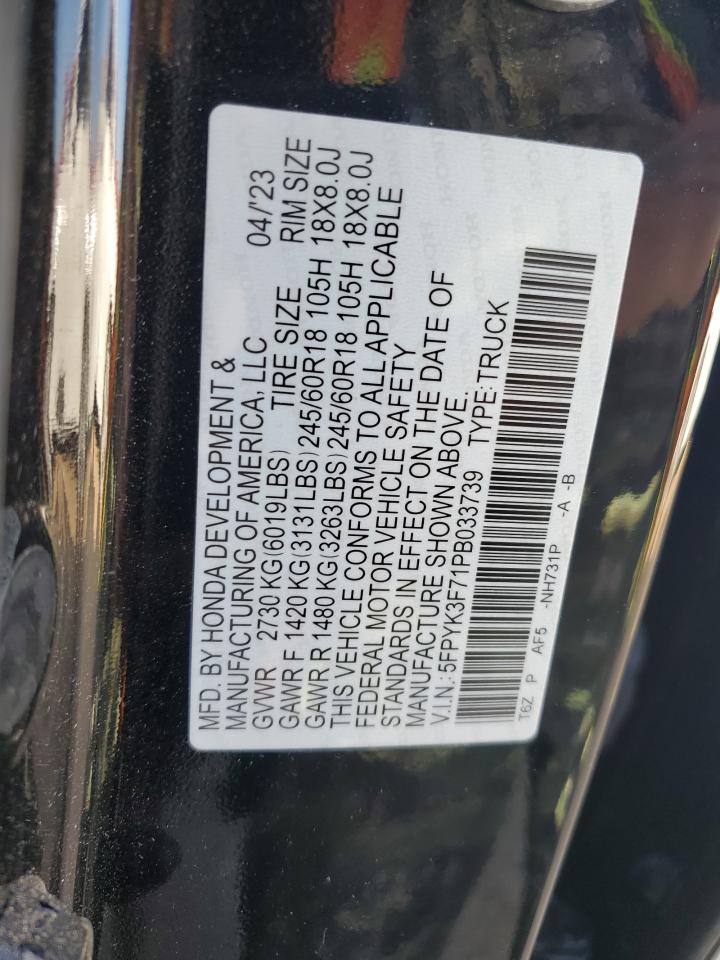 MFD. BY HONDA DEVELOPMENT &
MANUFACTURING OF AMERICA, LLC 04/'23
GVWR 2730 KG(6019LBS) TIRE SIZE RIM SIZE
GAWR F 1420 KG(3131LBS) 245/60R18 105H 18X8.0J
GAWR R 1480 KG(3263LBS) 245/60R18 105H 18X8.0J
THIS VEHICLE CONFORMS TO ALL APPLICABLE
FEDERAL MOTOR VEHICLE SAFETY
STANDARDS IN EFFECT ON THE DATE OF
MANUFACTURE SHOWN ABOVE.
V.I.N.:5FPYK3F71PB033739 TYPE:TRUCK
T6Z P AF5 -NH731P -A -B